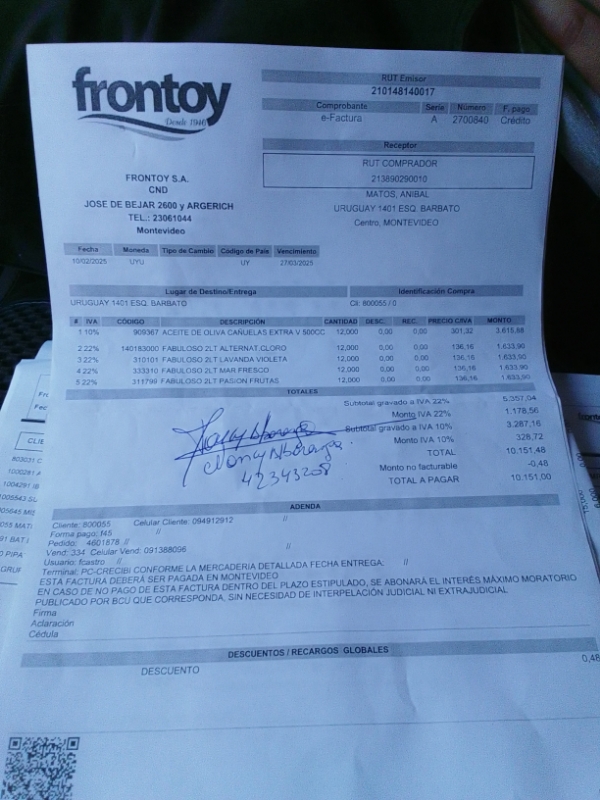 frontoy
Desde 1946
RUT Emisor
210148140017
Comprobante Serie Número F. pago
e-Factura A 2700840 Crédito
Receptor
RUT COMPRADOR
213890290010
MATOS, ANIBAL
URUGUAY 1401 ESQ. BARBATO
Centro, MONTEVIDEO
FRONTOY S.A.
CND
JOSE DE BEJAR 2600 y ARGERICH
TEL.: 23061044
Montevideo
Fecha Moneda Tipo de Cambio Código de País Vencimiento
10/02/2025 UYU UY 27/03/2025
Lugar de Destino/Entrega Identificación Compra
URUGUAY 1401 ESQ. BARBATO Cli: 800055 / 0
# IVA CÓDIGO DESCRIPCIÓN CANTIDAD DESC. REC. PRECIO C/IVA MONTO
1 10% 909367 ACEITE DE OLIVA CAÑUELAS EXTRA V 500CC 12,000 0,00 0,00 301,32 3.615,88
2 22% 140183000 FABULOSO 2LT ALTERNAT.CLORO 12,000 0,00 0,00 136,16 1.633,90
3 22% 310101 FABULOSO 2LT LAVANDA VIOLETA 12,000 0,00 0,00 136,16 1.633,90
4 22% 333310 FABULOSO 2LT MAR FRESCO 12,000 0,00 0,00 136,16 1.633,90
5 22% 311799 FABULOSO 2LT PASION FRUTAS 12,000 0,00 0,00 136,16 1.633,90
TOTALES
Subtotal gravado a IVA 22% 5.357,04
Monto IVA 22% 1.178,56
Subtotal gravado a IVA 10% 3.287,16
Monto IVA 10% 328,72
TOTAL 10.151,48
Monto no facturable -0,48
TOTAL A PAGAR 10.151,00
42343208
ADENDA
Cliente: 800055 Celular Cliente: 094912912 //
Forma pago: f45 //
Pedido: 4601878 //
Vend: 334 Celular Vend: 091388056 //
Usuario: fcastro //
Terminal: PC-CRECIBI CONFORME LA MERCADERIA DETALLADA FECHA ENTREGA: //
ESTA FACTURA DEBERÁ SER PAGADA EN MONTEVIDEO
EN CASO DE NO PAGO DE ESTA FACTURA DENTRO DEL PLAZO ESTIPULADO, SE ABONARÁ EL INTERÉS MÁXIMO MORATORIO
PUBLICADO POR BCU QUE CORRESPONDA, SIN NECESIDAD DE INTERPELACIÓN JUDICIAL NI EXTRAJUDICIAL
Firma
Aclaración
Cédula
DESCUENTOS / RECARGOS GLOBALES
DESCUENTO 0,48